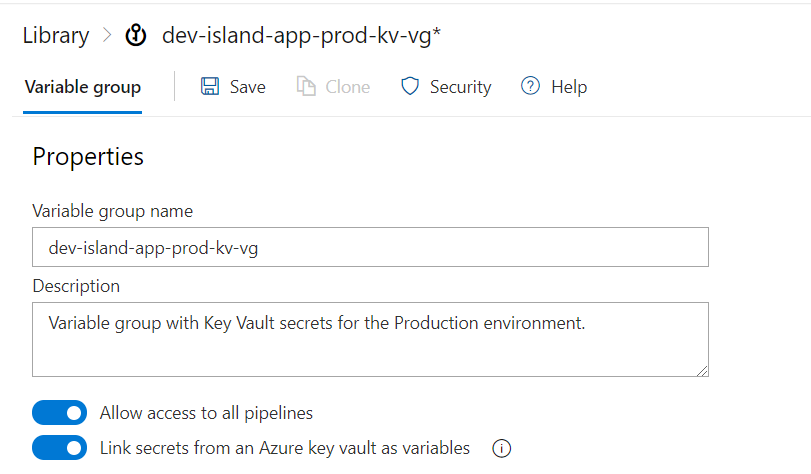 Library > dev-island-app-prod-kv-vg*
Variable group Save Clone Security Help
Properties
Variable group name
dev-island-app-prod-kv-vg
Description
Variable group with Key Vault secrets for the Production environment.
Allow access to all pipelines
Link secrets from an Azure key vault as variables